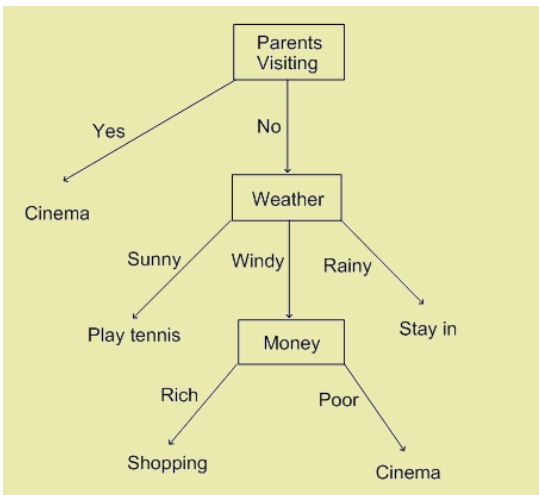 Parents
Visiting
Yes
No
Cinema
Weather
Sunny
Windy
Rainy
Play tennis
Stay in
Money
Rich
Poor
Shopping
Cinema